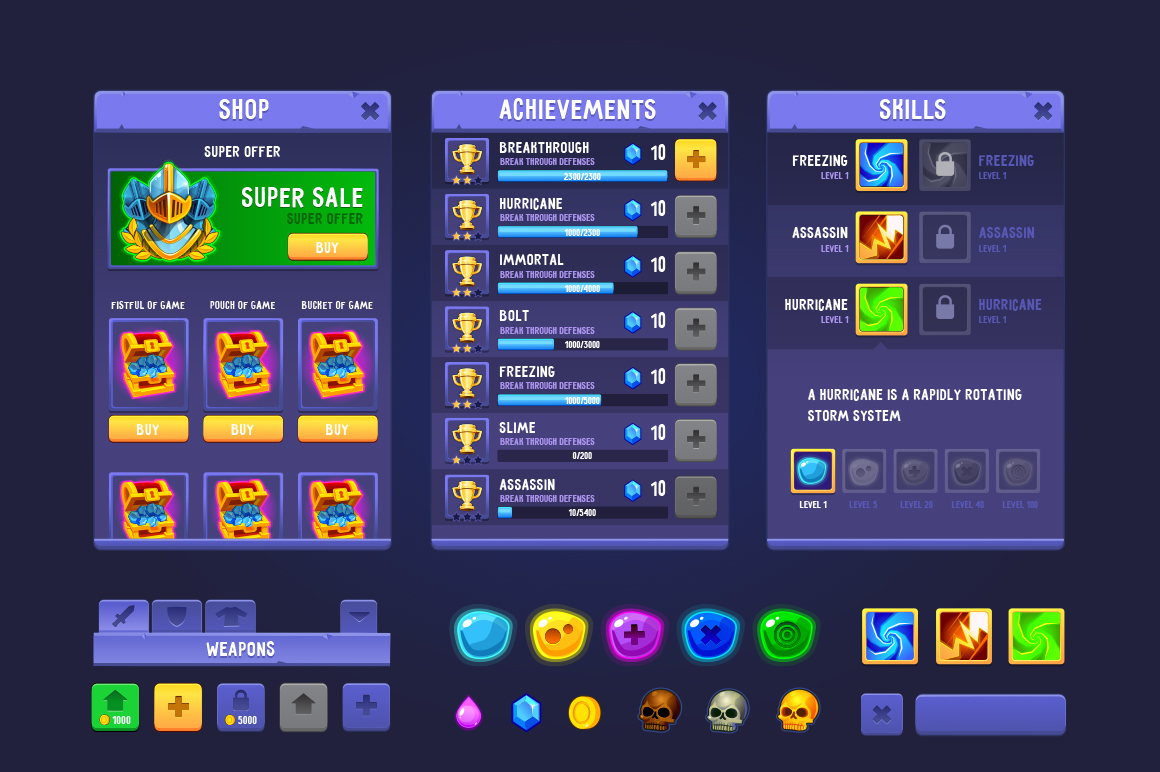 SHOP
SUPER OFFER
SUPER SALE
SUPER OFFER
BUY
FISTFUL OF GAME
POUCH OF GAME
BUCHET OF GAME
BUY
BUY
BUY
ACHIEVEMENTS
BREAKTHROUGH
BREAK THROUGH DEFENSES
10
2300/2300
HURRICANE
BREAK THROUGH DEFENSES
10
1000/2300
IMMORTAL
BREAK THROUGH DEFENSES
10
1000/4000
BOLT
BREAK THROUGH DEFENSES
10
1000/3000
FREEZING
BREAK THROUGH DEFENSES
10
1000/5000
SLIME
BREAK THROUGH DEFENSES
10
0/200
ASSASSIN
BREAK THROUGH DEFENSES
10
10/5400
SKILLS
FREEZING
LEVEL 1
FREEZING
LEVEL 1
ASSASSIN
LEVEL 1
ASSASSIN
LEVEL 1
HURRICANE
LEVEL 1
HURRICANE
LEVEL 1
A HURRICANE IS A RAPIDLY ROTATING
STORM SYSTEM
LEVEL 1
LEVEL 5
LEVEL 20
LEVEL 40
LEVEL 100
WEAPONS
1000
5000